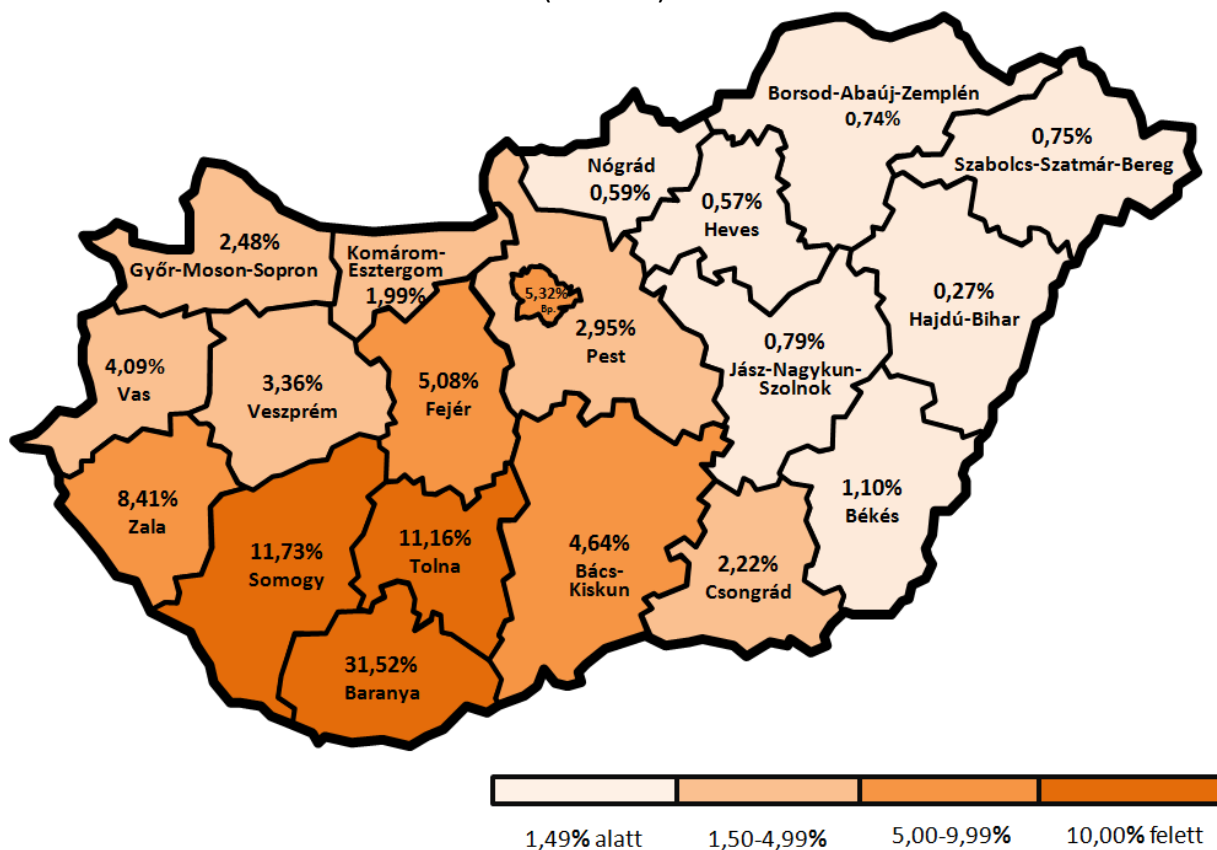 Borsod-Abaúj-Zemplén
0,74%
0,75%
Szabolcs-Szatmár-Bereg
Nógrád
0,59%
0,57%
Heves
2,48%
Győr-Moson-Sopron
Komárom-
Esztergom
1,99%
5,32%
Bp.
2,95%
Pest
0,27%
Hajdú-Bihar
0,79%
Jász-Nagykun-
Szolnok
4,09%
Vas
3,36%
Veszprém
5,08%
Fejér
8,41%
Zala
11,73%
Somogy
11,16%
Tolna
4,64%
Bács-
Kiskun
2,22%
Csongrád
1,10%
Békés
31,52%
Baranya
1,49% alatt
1,50-4,99%
5,00-9,99%
10,00% felett